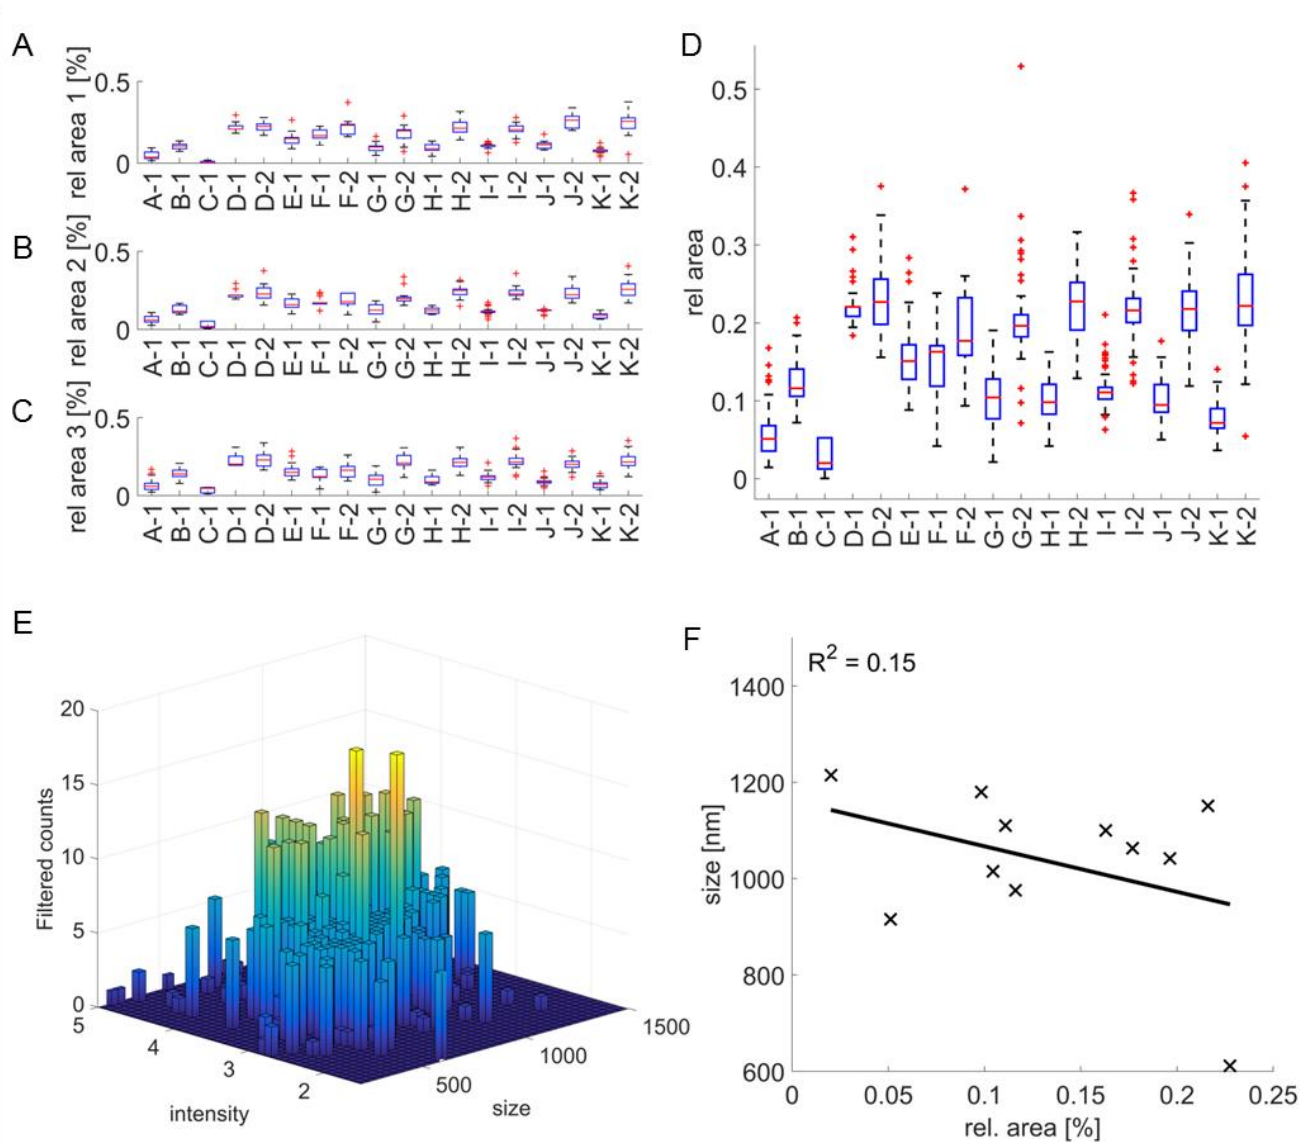 A
rel area 1 [%]
0.5
0
A-1 B-1 C-1 D-1 D-2 E-1 F-1 F-2 G-1 G-2 H-1 H-2 I-1 I-2 J-1 J-2 K-1 K-2
B
rel area 2 [%]
0.5
0
A-1 B-1 C-1 D-1 D-2 E-1 F-1 F-2 G-1 G-2 H-1 H-2 I-1 I-2 J-1 J-2 K-1 K-2
C
rel area 3 [%]
0.5
0
A-1 B-1 C-1 D-1 D-2 E-1 F-1 F-2 G-1 G-2 H-1 H-2 I-1 I-2 J-1 J-2 K-1 K-2
D
rel area
0.5
0.4
0.3
0.2
0.1
0
A-1 B-1 C-1 D-1 D-2 E-1 F-1 F-2 G-1 G-2 H-1 H-2 I-1 I-2 J-1 J-2 K-1 K-2
E
Filtered counts
20
15
10
5
0
5
4
3
2
intensity
500
1000
1500
size
F
R² = 0.15
size [nm]
1400
1200
1000
800
600
0 0.05 0.1 0.15 0.2 0.25
rel. area [%]